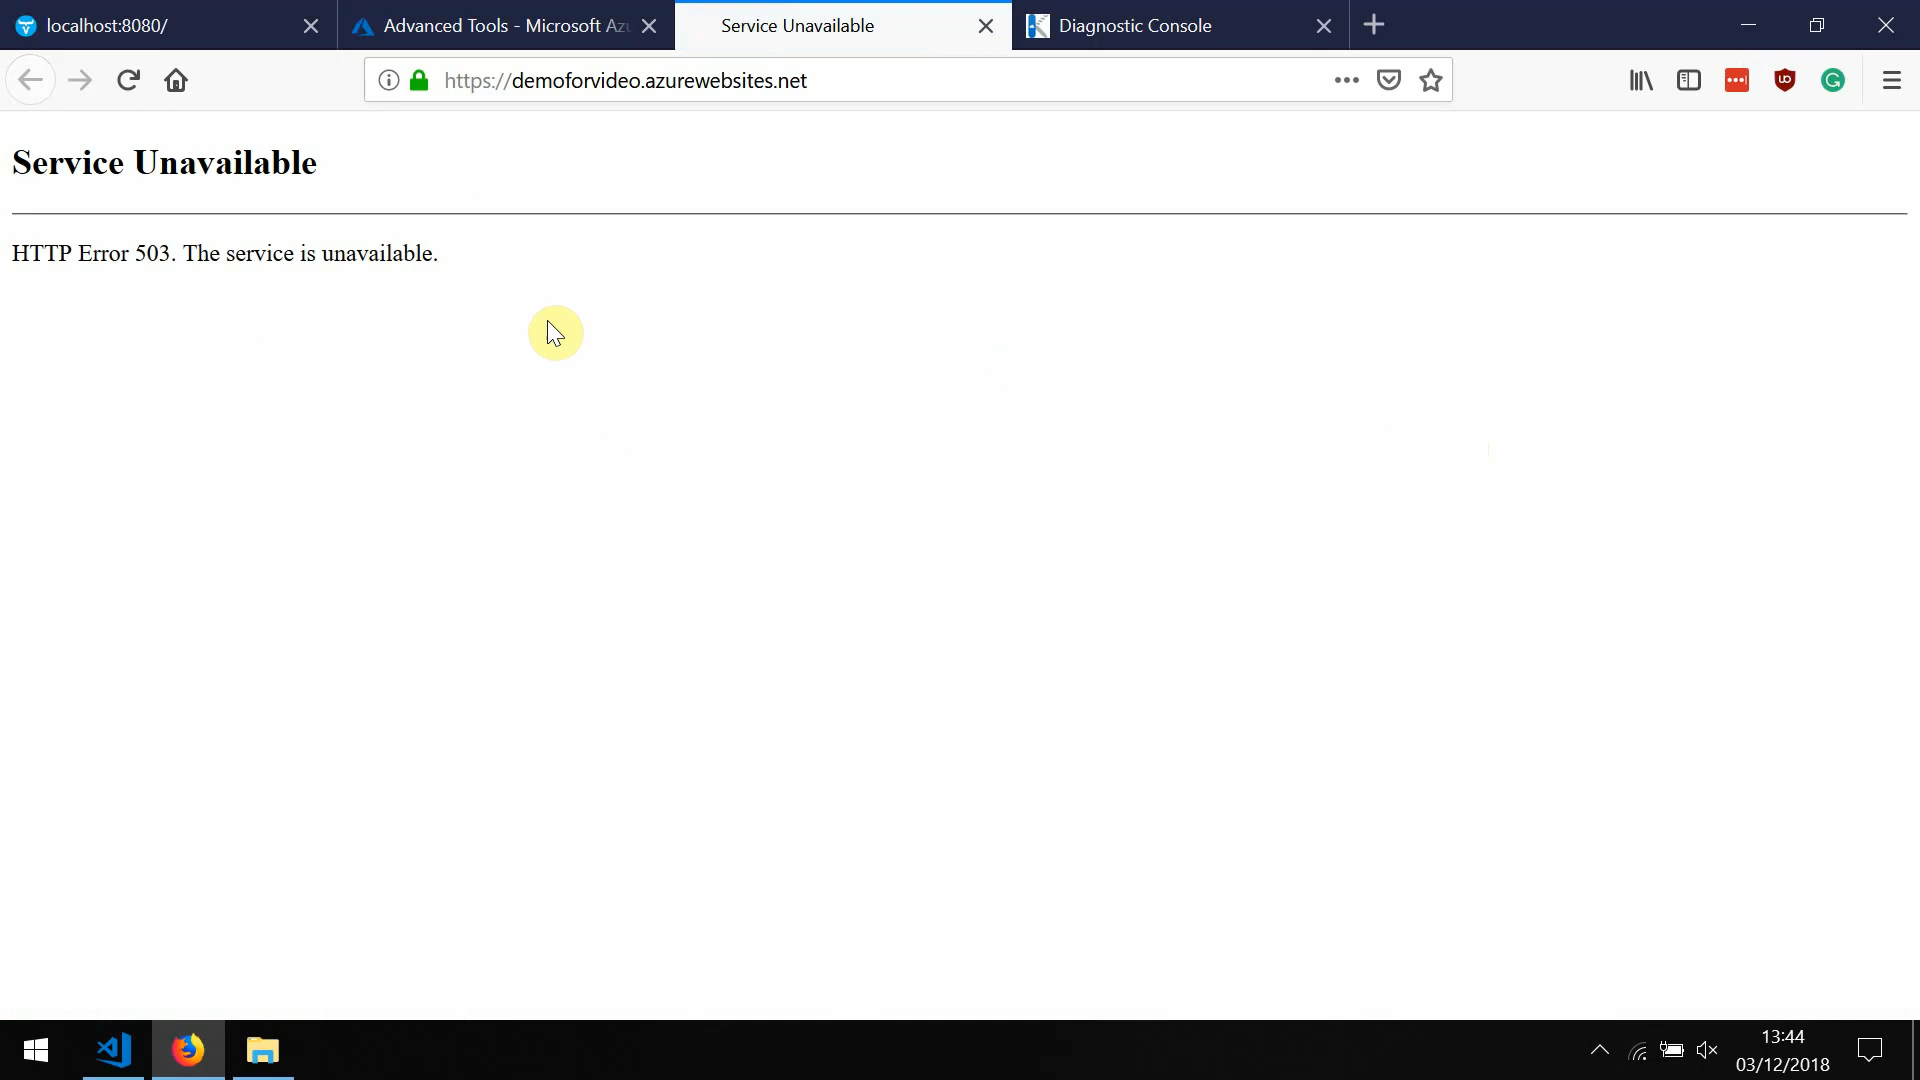 localhost:8080/
Advanced Tools - Microsoft Azu
Service Unavailable
Diagnostic Console
https://demoforvideo.azurewebsites.net
Service Unavailable
HTTP Error 503. The service is unavailable.
13:44
03/12/2018